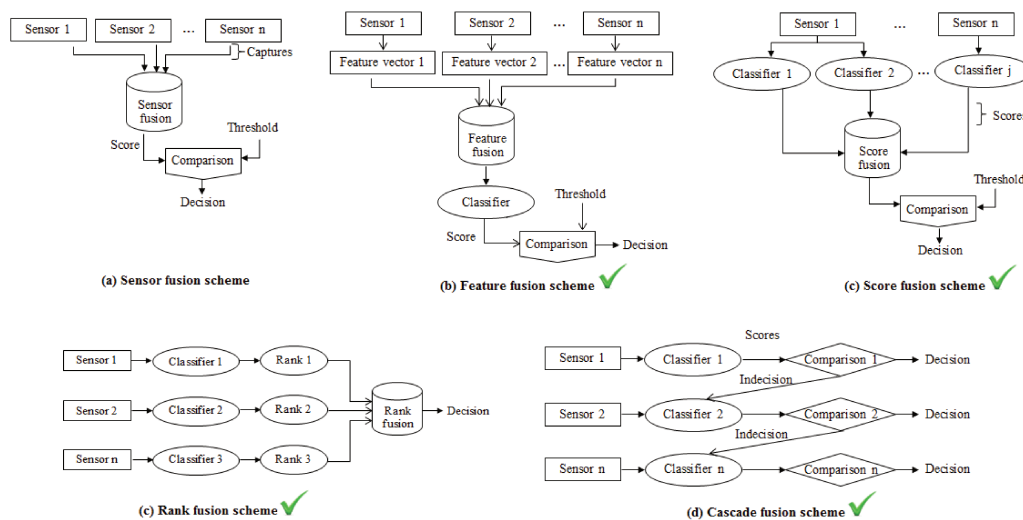 Sensor 1 Sensor 2 ... Sensor n
Captures
Sensor
fusion
Score
Threshold
Comparison
Decision
(a) Sensor fusion scheme
Sensor 1 Sensor 2 ... Sensor n
Feature vector 1 Feature vector 2 ... Feature vector n
Feature
fusion
Classifier
Threshold
Score
Comparison Decision
(b) Feature fusion scheme
Sensor 1 ... Sensor n
Classifier 1 Classifier 2 ... Classifier j
Scores
Score
fusion
Threshold
Comparison
Decision
(c) Score fusion scheme
Sensor 1 Classifier 1 Rank 1
Sensor 2 Classifier 2 Rank 2
Rank
fusion
Decision
Sensor n Classifier 3 Rank 3
(c) Rank fusion scheme
Scores
Sensor 1 Classifier 1 Comparison 1 Decision
Indecision
Sensor 2 Classifier 2 Comparison 2 Decision
Indecision
Sensor n Classifier n Comparison n Decision
(d) Cascade fusion scheme